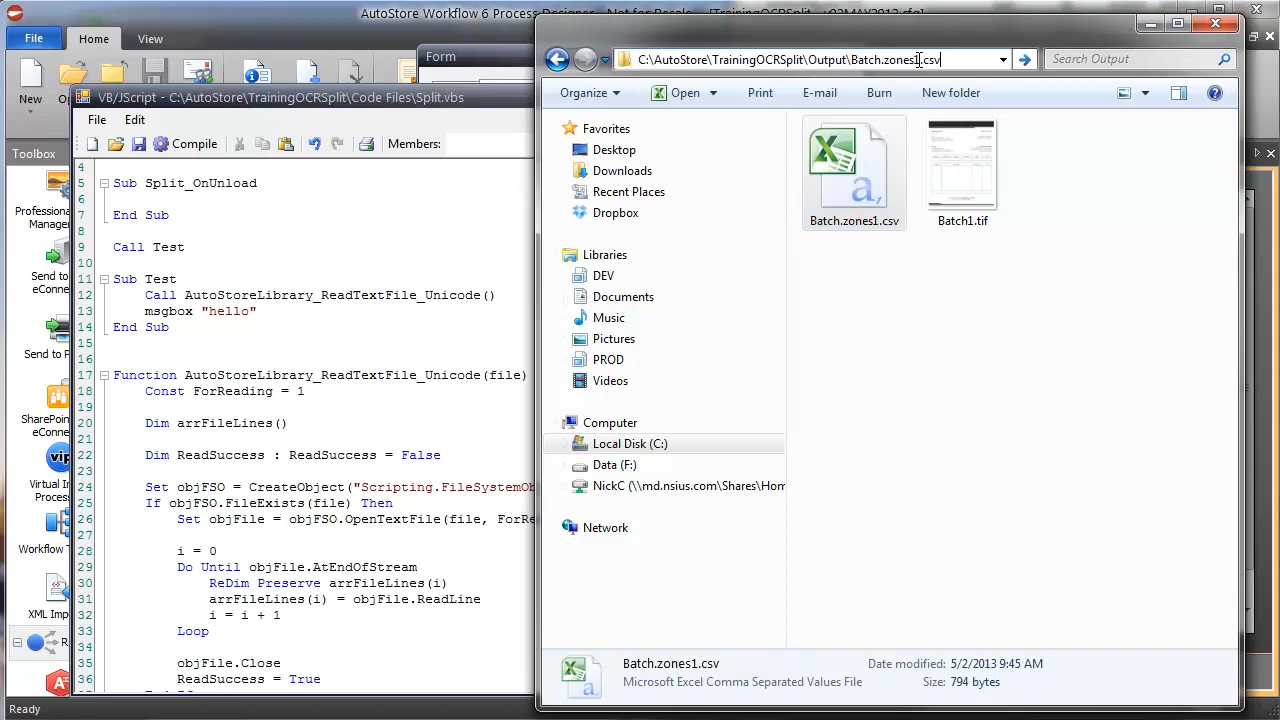 AutoStore Workflow 6 Process Designer - Not for Resale - [TrainingOCRSplit - v02MAY2013.cfg]
File
Home
View
Form
New
VB/JScript - C:\AutoStore\TrainingOCRSplit\Code Files\Split.vbs
File Edit
Compile
Members:
Toolbox
Professional
Manager
Send to
eConne
Send to P
SharePoin
eConnec
Virtual In
Process
Workflow T
XML Imp
Ready
4
5 Sub Split_OnUnload
6
7 End Sub
8
9 Call Test
10
11 Sub Test
12 Call AutoStoreLibrary_ReadTextFile_Unicode()
13 msgbox "hello"
14 End Sub
15
16
17 Function AutoStoreLibrary_ReadTextFile_Unicode(file)
18 Const ForReading = 1
19
20 Dim arrFileLines()
21
22 Dim ReadSuccess : ReadSuccess = False
23
24 Set objFSO = CreateObject("Scripting.FileSystemOb
25 If objFSO.FileExists(file) Then
26 Set objFile = objFSO.OpenTextFile(file, ForRe
27
28 i = 0
29 Do Until objFile.AtEndOfStream
30 ReDim Preserve arrFileLines(i)
31 arrFileLines(i) = objFile.ReadLine
32 i = i + 1
33 Loop
34
35 objFile.Close
36 ReadSuccess = True
C:\AutoStore\TrainingOCRSplit\Output\Batch.zones1.csv
Search Output
Organize Open Print E-mail Burn New folder
Favorites
Desktop
Downloads
Recent Places
Dropbox
Libraries
DEV
Documents
Music
Pictures
PROD
Videos
Computer
Local Disk (C:)
Data (F:)
NickC (\\md.nsius.com\Shares\Hom
Network
Batch.zones1.csv
Batch1.tif
Batch.zones1.csv Date modified: 5/2/2013 9:45 AM
Microsoft Excel Comma Separated Values File Size: 794 bytes